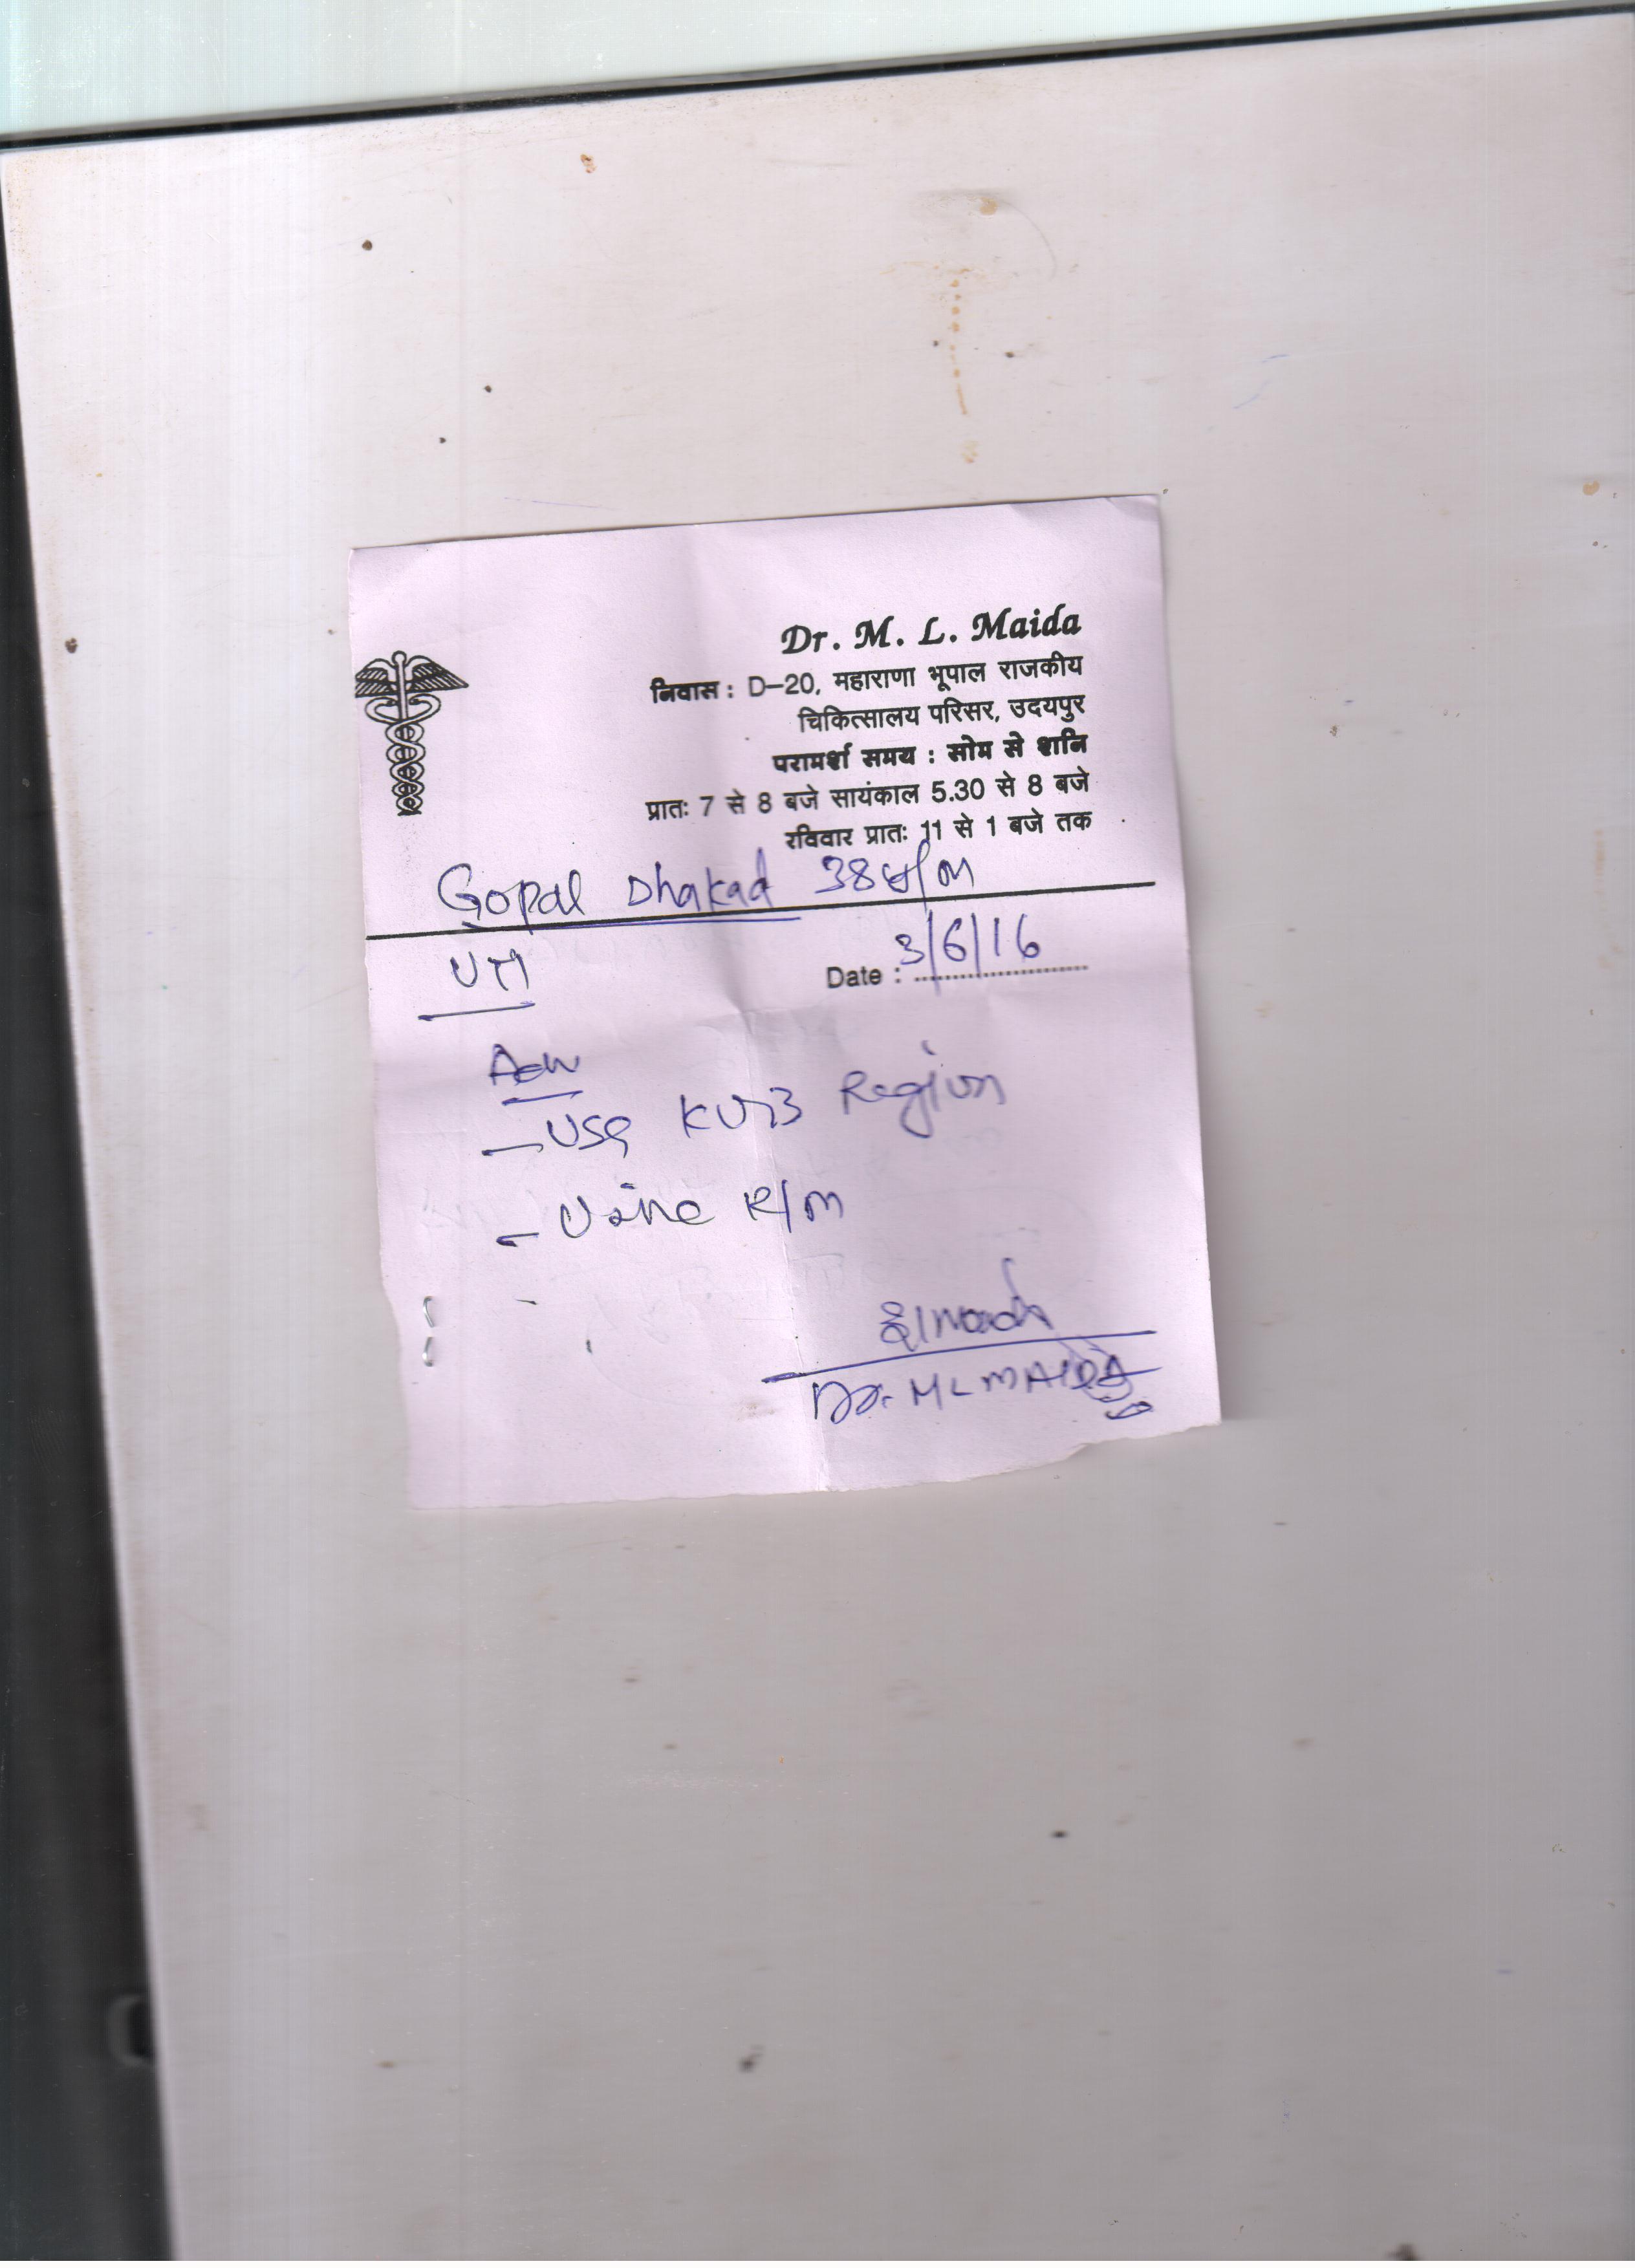 Dr. M. L. Maida
निवास : D-20, महाराणा भूपाल राजकीय
चिकित्सालय परिसर, उदयपुर
परामर्श समय : सोम से शनि
प्रातः 7 से 8 बजे सायंकाल 5.30 से 8 बजे
रविवार प्रातः 11 से 1 बजे तक
Gopal Dhakad 38y/m
UTI
Date : 3/6/16
Adv
- USG KUB Region
- Urine R/M
Dr. M L MAIDA